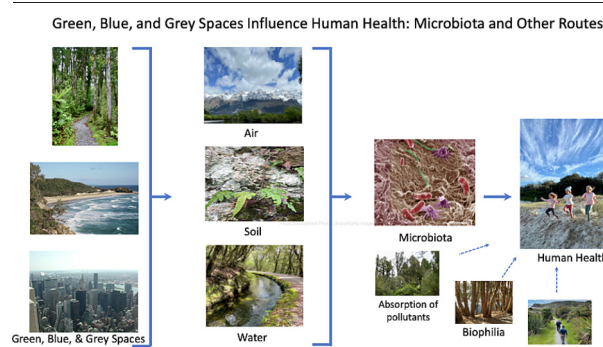 Green, Blue, and Grey Spaces Influence Human Health: Microbiota and Other Routes
Air
Soil
Microbiota
Human Health
Absorption of
pollutants
Biophilia
Green, Blue, & Grey Spaces
Water